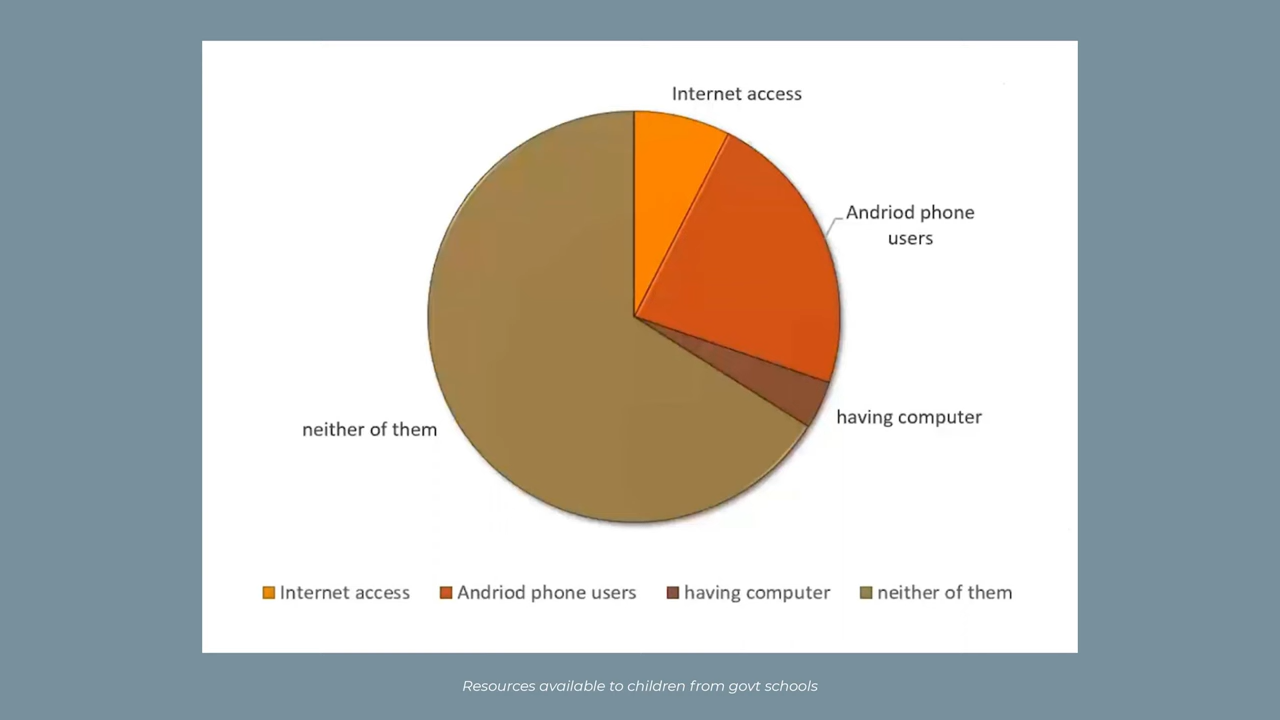 Internet access
Andriod phone
users
having computer
neither of them
Internet access Andriod phone users having computer neither of them
Resources available to children from govt schools